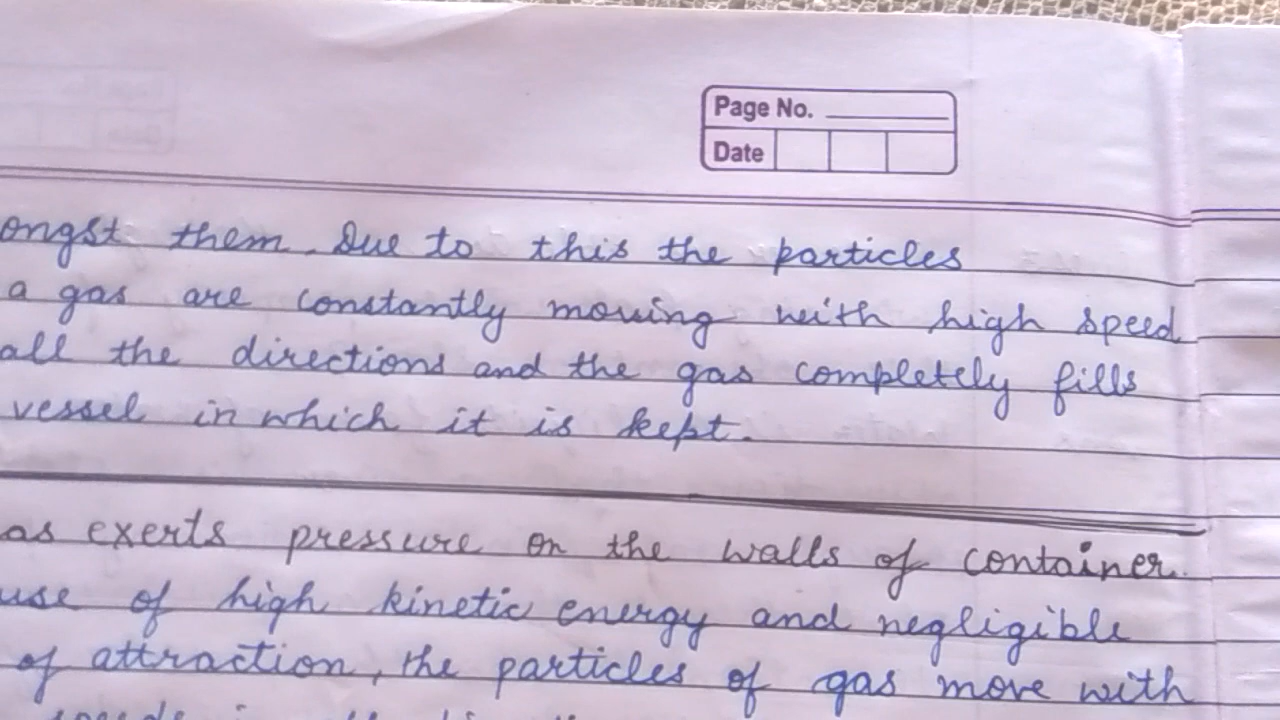 Page No.
Date
ongst them. Due to this the particles
a gas are constantly moving with high speed
all the directions and the gas completely fills
vessel in which it is kept.
as exerts pressure on the walls of container.
use of high kinetic energy and negligible
of attraction, the particles of gas move with